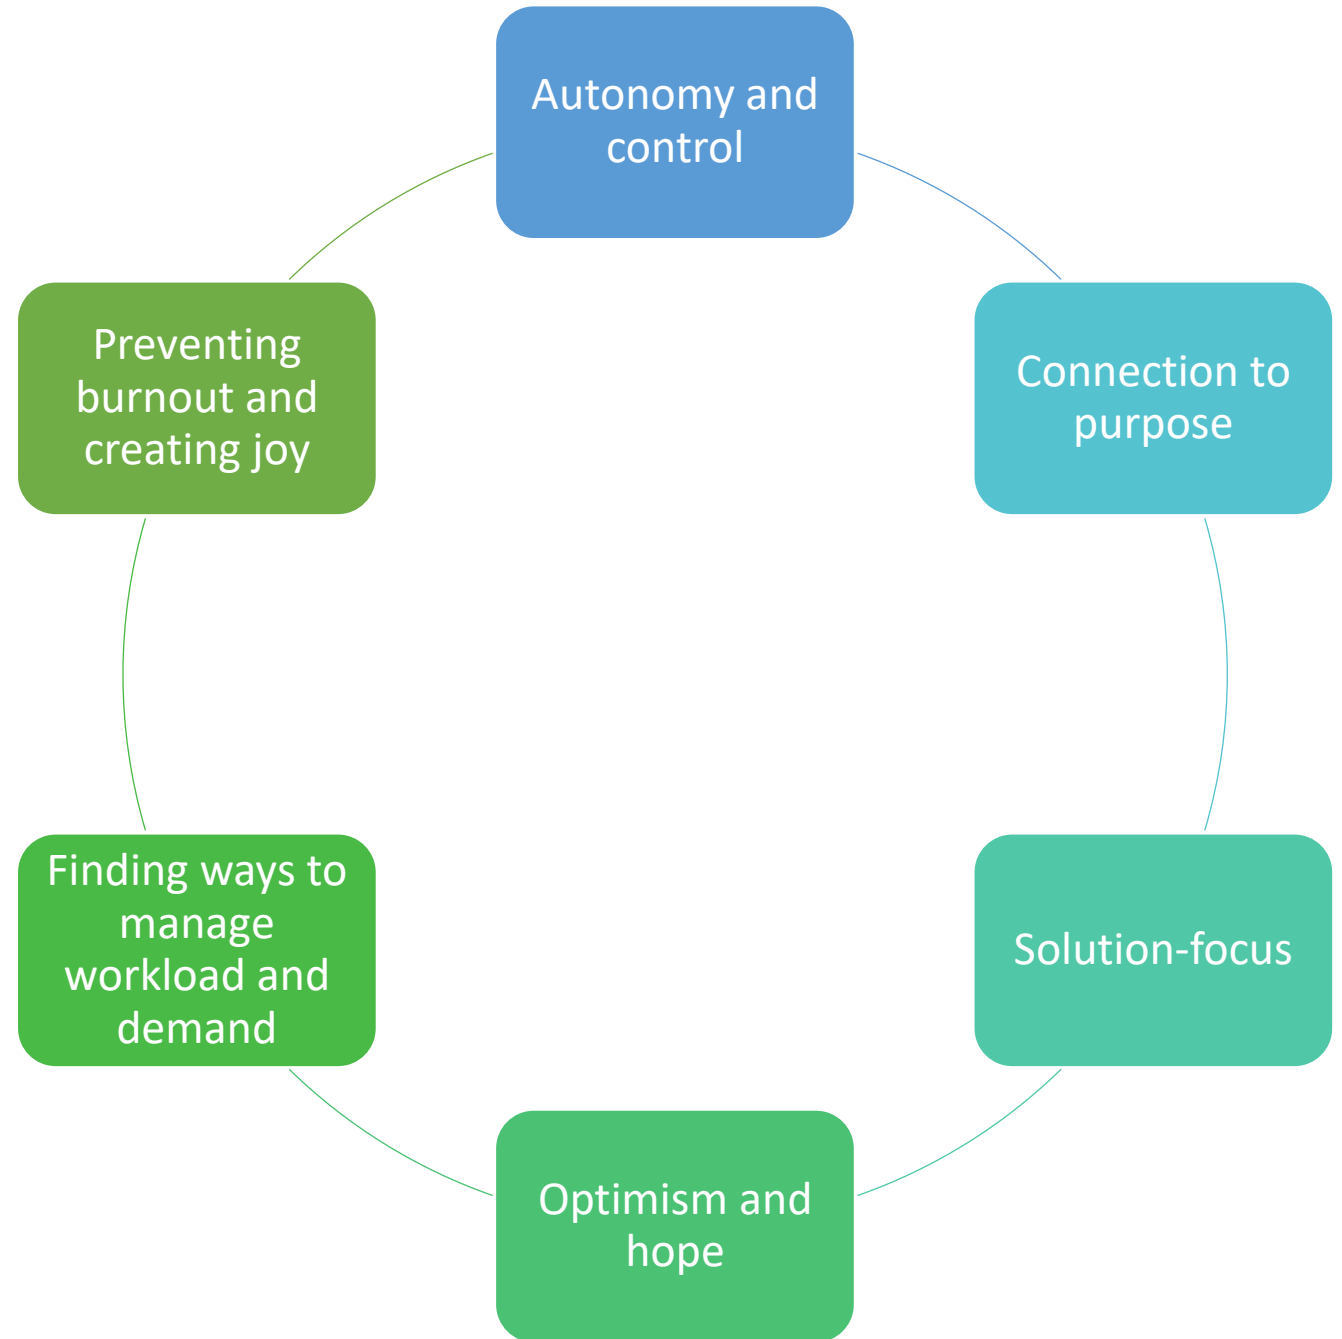 Autonomy and
control
Connection to
purpose
Solution-focus
Optimism and
hope
Finding ways to
manage
workload and
demand
Preventing
burnout and
creating joy